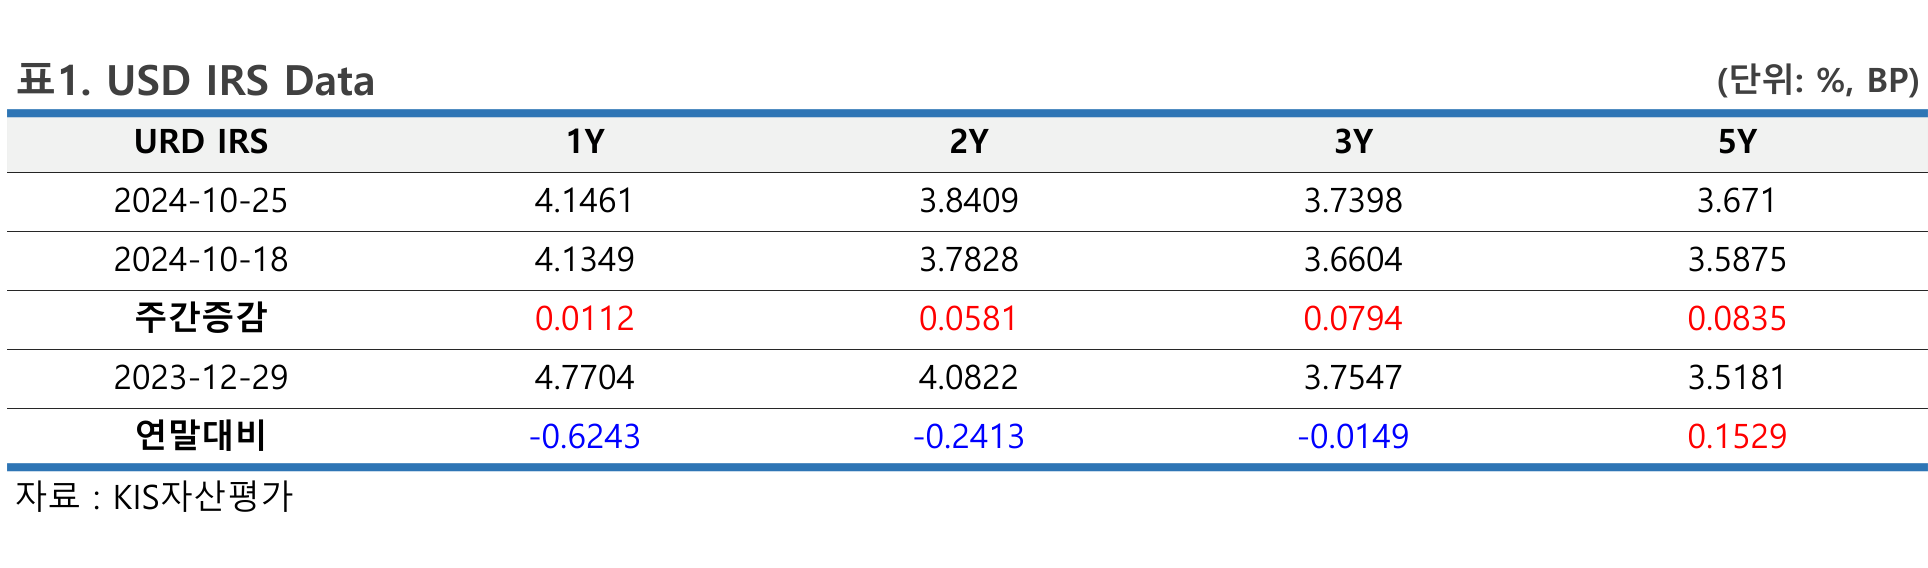 표1. USD IRS Data (단위: %, BP)
URD IRS 1Y 2Y 3Y 5Y
2024-10-25 4.1461 3.8409 3.7398 3.671
2024-10-18 4.1349 3.7828 3.6604 3.5875
주간증감 0.0112 0.0581 0.0794 0.0835
2023-12-29 4.7704 4.0822 3.7547 3.5181
연말대비 -0.6243 -0.2413 -0.0149 0.1529
자료 : KIS자산평가